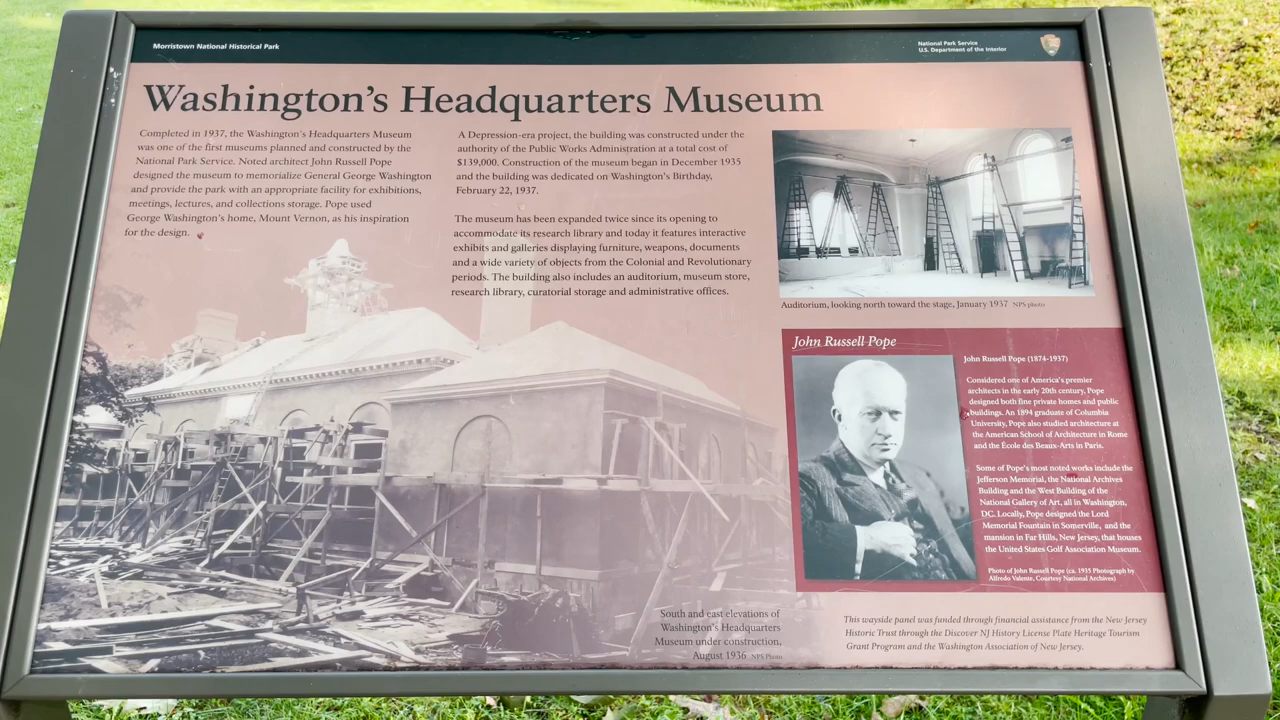 Morristown National Historical Park
National Park Service
U.S. Department of the Interior
Washington's Headquarters Museum
Completed in 1937, the Washington's Headquarters Museum
was one of the first museums planned and constructed by the
National Park Service. Noted architect John Russell Pope
designed the museum to memorialize General George Washington
and provide the park with an appropriate facility for exhibitions,
meetings, lectures, and collections storage. Pope used
George Washington's home, Mount Vernon, as his inspiration
for the design.
A Depression-era project, the building was constructed under the
authority of the Public Works Administration at a total cost of
$139,000. Construction of the museum began in December 1935
and the building was dedicated on Washington's Birthday,
February 22, 1937.
The museum has been expanded twice since its opening to
accommodate its research library and today it features interactive
exhibits and galleries displaying furniture, weapons, documents
and a wide variety of objects from the Colonial and Revolutionary
periods. The building also includes an auditorium, museum store,
research library, curatorial storage and administrative offices.
Auditorium, looking north toward the stage, January 1937 NPS photo
John Russell Pope
John Russell Pope (1874-1937)
Considered one of America's premier
architects in the early 20th century, Pope
designed both fine private homes and public
buildings. An 1894 graduate of Columbia
University, Pope also studied architecture at
the American School of Architecture in Rome
and the École des Beaux-Arts in Paris.
Some of Pope's most noted works include the
Jefferson Memorial, the National Archives
Building and the West Building of the
National Gallery of Art, all in Washington,
DC. Locally, Pope designed the Lord
Memorial Fountain in Somerville, and the
mansion in Far Hills, New Jersey, that houses
the United States Golf Association Museum.
Photo of John Russell Pope (ca. 1935 Photograph by
Alfredo Valente, Courtesy National Archives)
South and east elevations of
Washington's Headquarters
Museum under construction,
August 1936 NPS Photo
This wayside panel was funded through financial assistance from the New Jersey
Historic Trust through the Discover NJ History License Plate Heritage Tourism
Grant Program and the Washington Association of New Jersey.